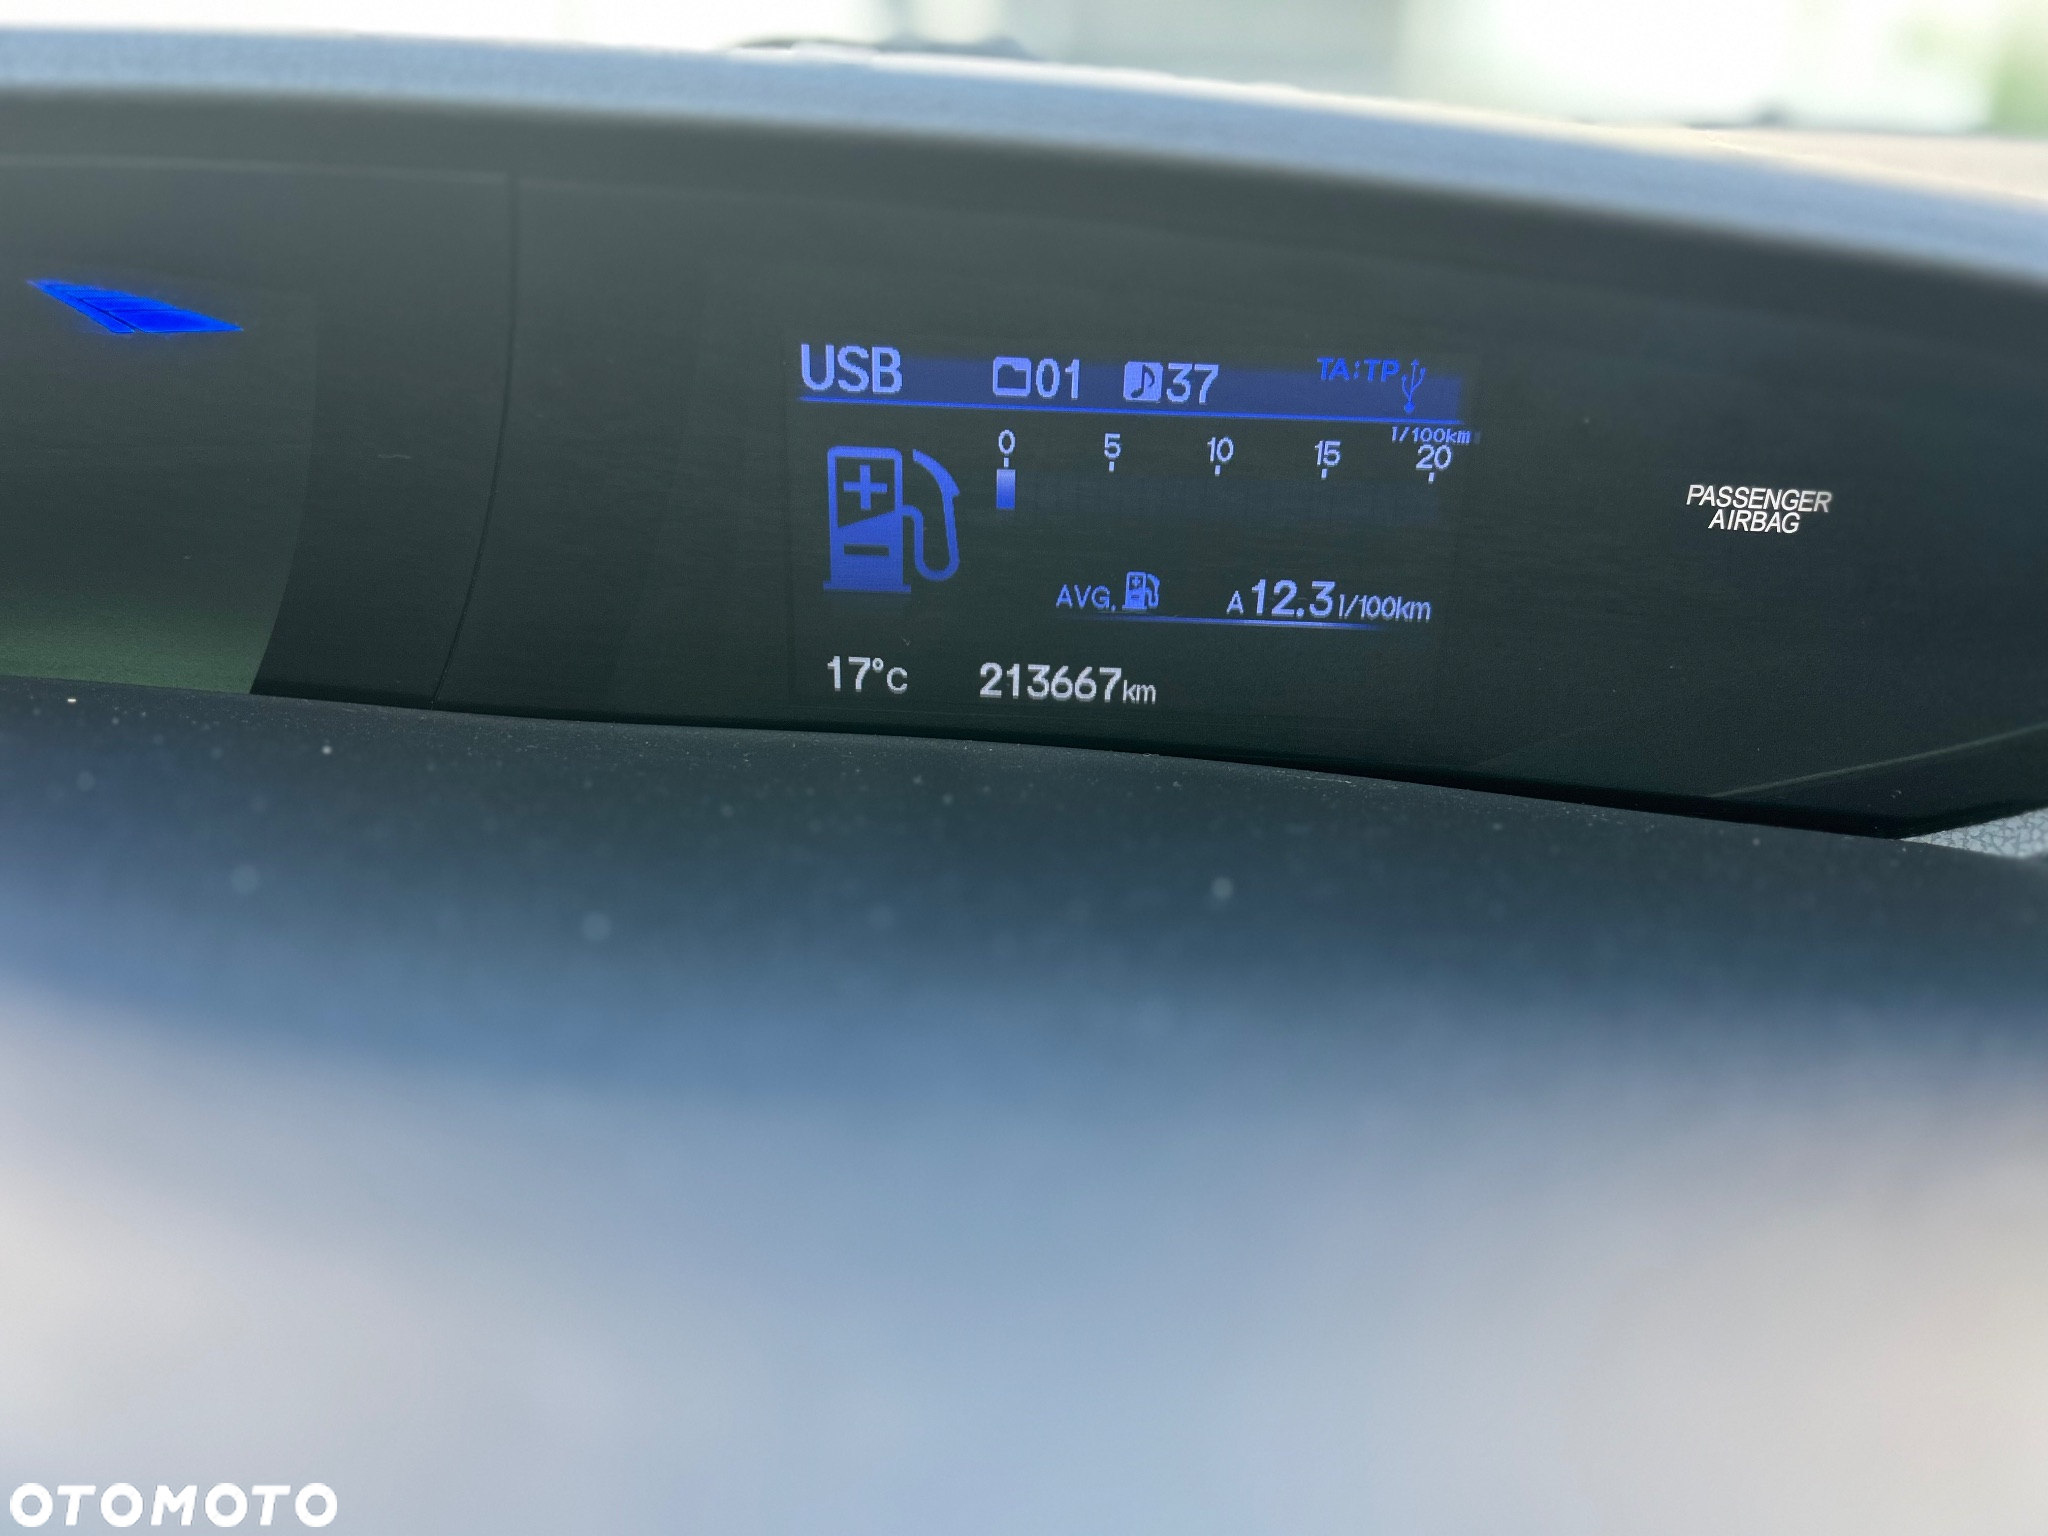 USB 01 37 TA:TP
l/100km
0 5 10 15 20
AVG. A 12.3 l/100km
17°C 213667km
PASSENGER
AIRBAG
OTOMOTO